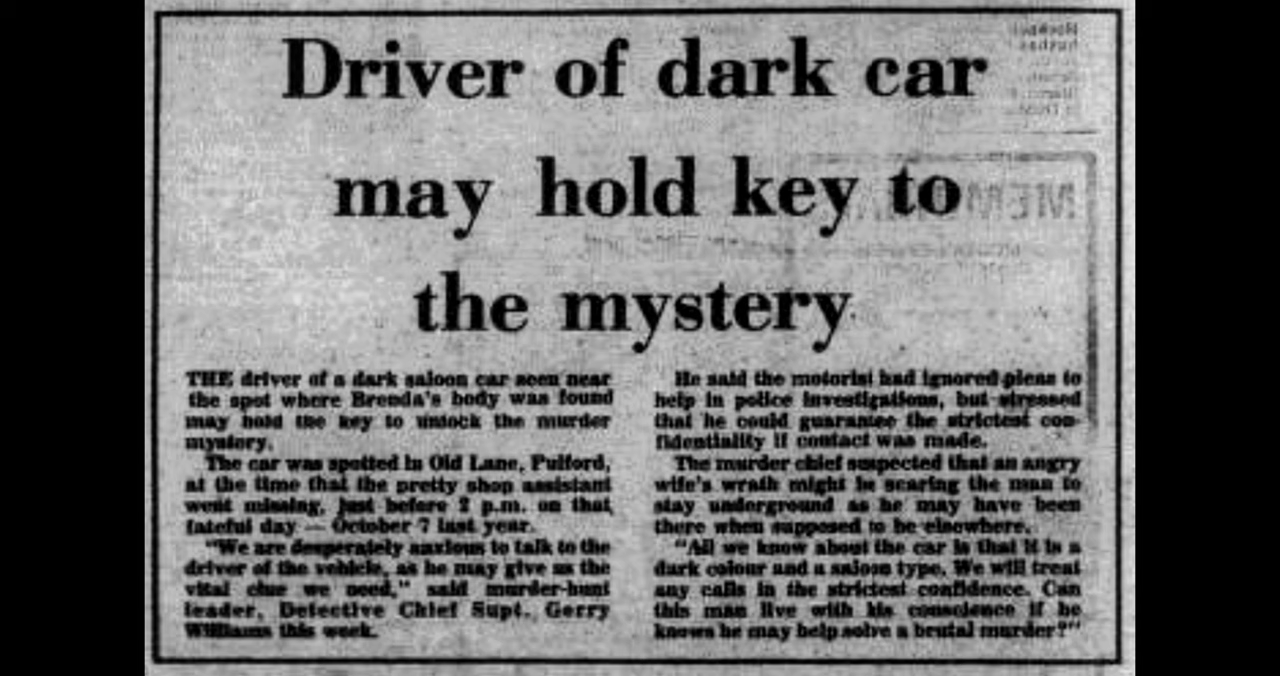 Driver of dark car
may hold key to
the mystery
THE driver of a dark saloon car seen near
the spot where Brenda's body was found
may hold the key to unlock the murder
mystery.
The car was spotted in Old Lane, Pulford,
at the time that the pretty shop assistant
went missing, just before 2 p.m. on that
fateful day — October 7 last year.
"We are desperately anxious to talk to the
driver of the vehicle, as he may give us the
vital clue we need," said murder-hunt
leader, Detective Chief Supt. Gerry
Williams this week.
He said the motorist had ignored pleas to
help in police investigations, but stressed
that he could guarantee the strictest con-
fidentiality if contact was made.
The murder chief suspected that an angry
wife's wrath might be scaring the man to
stay underground as he may have been
there when supposed to be elsewhere.
"All we know about the car is that it is a
dark colour and a saloon type. We will treat
any calls in the strictest confidence. Can
this man live with his conscience if he
knows he may help solve a brutal murder?"